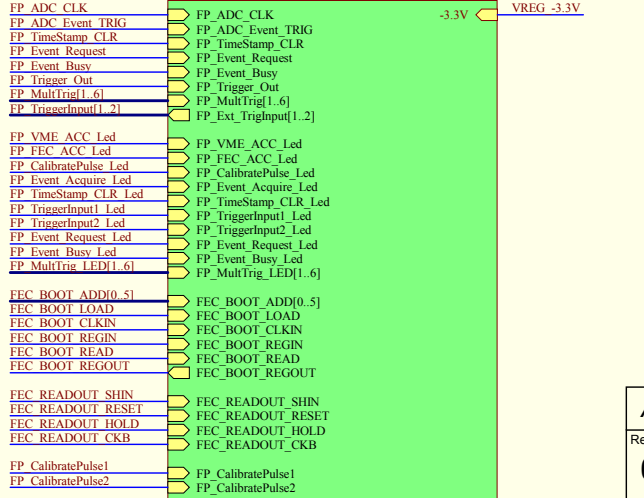 FP_ADC_CLK FP_ADC_CLK -3.3V VREG_-3.3V
FP_ADC_Event_TRIG FP_ADC_Event_TRIG
FP_TimeStamp_CLR FP_TimeStamp_CLR
FP_Event_Request FP_Event_Request
FP_Event_Busy FP_Event_Busy
FP_Trigger_Out FP_Trigger_Out
FP_MultTrig[1..6] FP_MultTrig[1..6]
FP_TriggerInput[1..2] FP_Ext_TrigInput[1..2]
FP_VME_ACC_Led FP_VME_ACC_Led
FP_FEC_ACC_Led FP_FEC_ACC_Led
FP_CalibratePulse_Led FP_CalibratePulse_Led
FP_Event_Acquire_Led FP_Event_Acquire_Led
FP_TimeStamp_CLR_Led FP_TimeStamp_CLR_Led
FP_TriggerInput1_Led FP_TriggerInput1_Led
FP_TriggerInput2_Led FP_TriggerInput2_Led
FP_Event_Request_Led FP_Event_Request_Led
FP_Event_Busy_Led FP_Event_Busy_Led
FP_MultTrig_LED[1..6] FP_MultTrig_LED[1..6]
FEC_BOOT_ADD[0..5] FEC_BOOT_ADD[0..5]
FEC_BOOT_LOAD FEC_BOOT_LOAD
FEC_BOOT_CLKIN FEC_BOOT_CLKIN
FEC_BOOT_REGIN FEC_BOOT_REGIN
FEC_BOOT_READ FEC_BOOT_READ
FEC_BOOT_REGOUT FEC_BOOT_REGOUT
FEC_READOUT_SHIN FEC_READOUT_SHIN
FEC_READOUT_RESET FEC_READOUT_RESET
FEC_READOUT_HOLD FEC_READOUT_HOLD
FEC_READOUT_CKB FEC_READOUT_CKB
Re
FP_CalibratePulse1 FP_CalibratePulse1
FP_CalibratePulse2 FP_CalibratePulse2